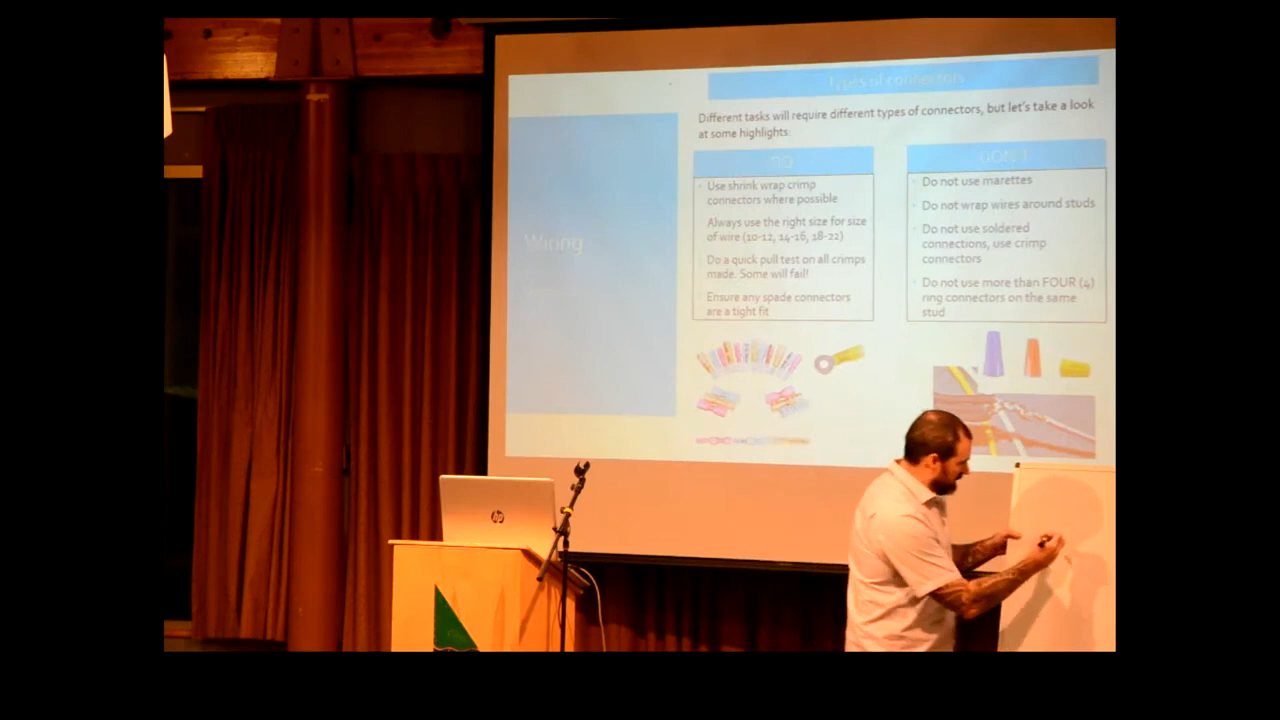 Types of connectors
Different tasks will require different types of connectors, but let's take a look
at some highlights.
Wiring
DO
Use shrink wrap crimp
connectors where possible
Always use the right size for size
of wire (10-12, 14-16, 18-22)
Do a quick pull test on all crimps
made. Some will fail!
Ensure any spade connectors
are a tight fit
DON'T
Do not use marettes
Do not wrap wires around studs
Do not use soldered
connections, use crimp
connectors
Do not use more than FOUR (4)
ring connectors on the same
stud
hp